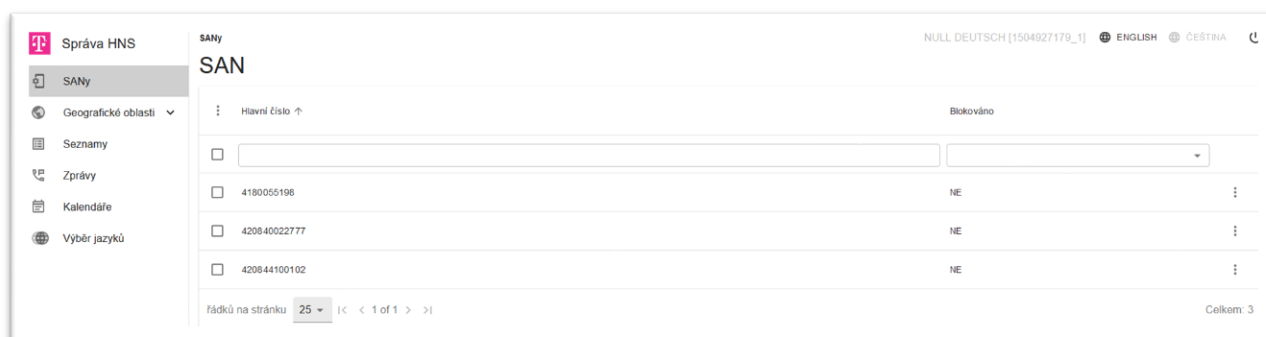 T Správa HNS
SANy
Geografické oblasti
Seznamy
Zprávy
Kalendáře
Výběr jazyků
SANy
NULL DEUTSCH [1504927179_1] ENGLISH ČEŠTINA
SAN
Hlavní číslo Blokováno
4180055198 NE
420840022777 NE
420844100102 NE
řádků na stránku 25 1 of 1 Celkem: 3